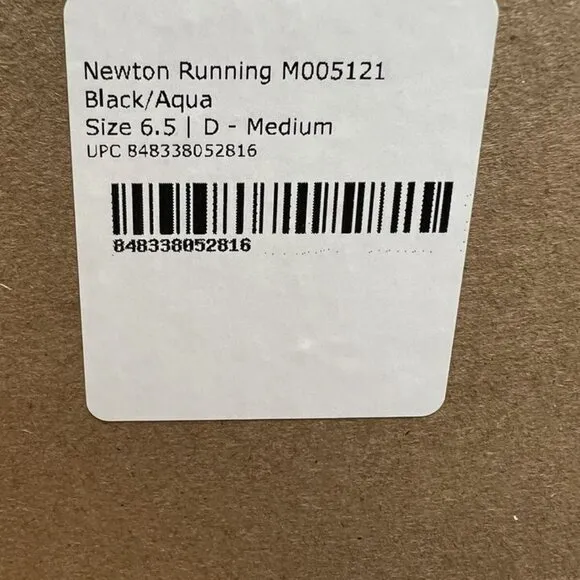 Newton Running M005121
Black/Aqua
Size 6.5 | D - Medium
UPC 848338052816
848338052816